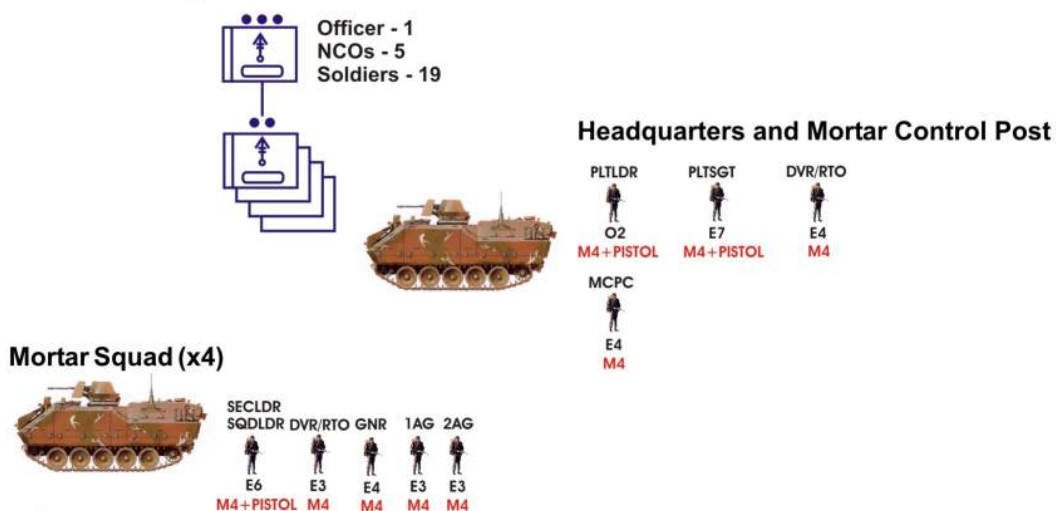 Officer - 1
NCOs - 5
Soldiers - 19
Headquarters and Mortar Control Post
PLTLDR PLTSGT DVR/RTO
O2 E7 E4
M4+PISTOL M4+PISTOL M4
MCPC
E4
M4
Mortar Squad (x4)
SECLDR
SQDLDR DVR/RTO GNR 1AG 2AG
E6 E3 E4 E3 E3
M4+PISTOL M4 M4 M4 M4